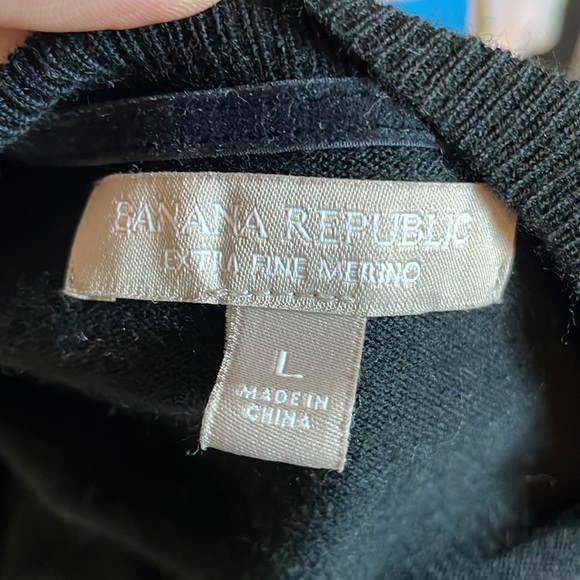 BANANA REPUBLIC
EXTRA FINE MERINO
L
MADE IN
CHINA